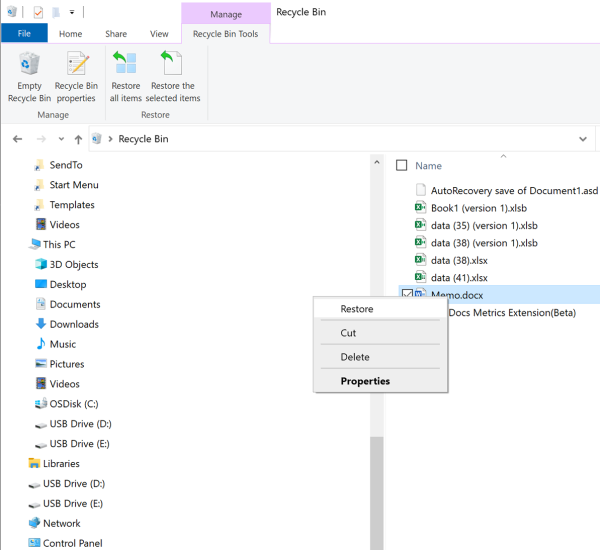 Manage
Recycle Bin
File
Home
Share
View
Recycle Bin Tools
Empty
Recycle Bin
Recycle Bin
properties
Restore
all items
Restore the
selected items
Manage
Restore
Recycle Bin
SendTo
Start Menu
Templates
Videos
This PC
3D Objects
Desktop
Documents
Downloads
Music
Pictures
Videos
OSDisk (C:)
USB Drive (D:)
USB Drive (E:)
Libraries
USB Drive (D:)
USB Drive (E:)
Network
Control Panel
Name
AutoRecovery save of Document1.asd
Book1 (version 1).xlsb
data (35) (version 1).xlsb
data (38) (version 1).xlsb
data (38).xlsx
data (41).xlsx
Memo.docx
Docs Metrics Extension(Beta)
Restore
Cut
Delete
Properties